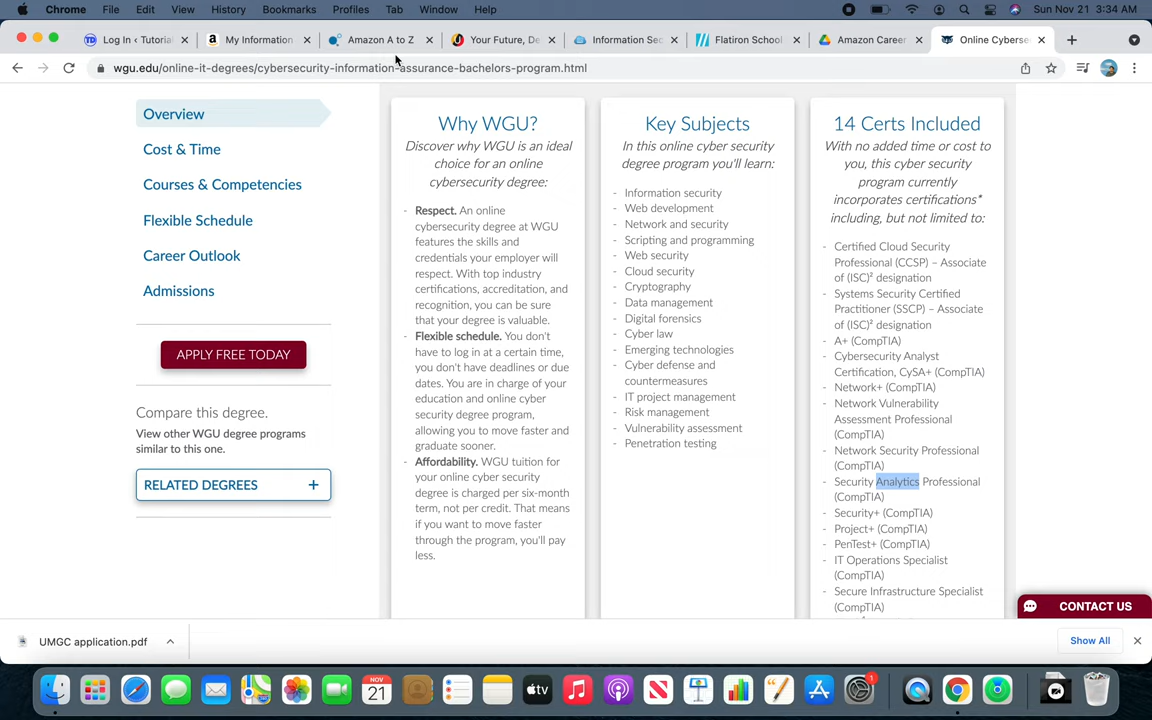 Chrome File Edit View History Bookmarks Profiles Tab Window Help Sun Nov 21 3:34 AM
Log In ‹ Tutorial
My Information
Amazon A to Z
Your Future, De
Information Sec
Flatiron School
Amazon Career
Online Cyberse
wgu.edu/online-it-degrees/cybersecurity-information-assurance-bachelors-program.html
Overview
Cost & Time
Courses & Competencies
Flexible Schedule
Career Outlook
Admissions
APPLY FREE TODAY
Compare this degree.
View other WGU degree programs
similar to this one.
RELATED DEGREES +
Why WGU?
Discover why WGU is an ideal
choice for an online
cybersecurity degree:
- Respect. An online
cybersecurity degree at WGU
features the skills and
credentials your employer will
respect. With top industry
certifications, accreditation, and
recognition, you can be sure
that your degree is valuable.
- Flexible schedule. You don't
have to log in at a certain time,
you don't have deadlines or due
dates. You are in charge of your
education and online cyber
security degree program,
allowing you to move faster and
graduate sooner.
- Affordability. WGU tuition for
your online cyber security
degree is charged per six-month
term, not per credit. That means
if you want to move faster
through the program, you'll pay
less.
Key Subjects
In this online cyber security
degree program you'll learn:
- Information security
- Web development
- Network and security
- Scripting and programming
- Web security
- Cloud security
- Cryptography
- Data management
- Digital forensics
- Cyber law
- Emerging technologies
- Cyber defense and
countermeasures
- IT project management
- Risk management
- Vulnerability assessment
- Penetration testing
14 Certs Included
With no added time or cost to
you, this cyber security
program currently
incorporates certifications*
including, but not limited to:
- Certified Cloud Security
Professional (CCSP) – Associate
of (ISC)² designation
- Systems Security Certified
Practitioner (SSCP) – Associate
of (ISC)² designation
- A+ (CompTIA)
- Cybersecurity Analyst
Certification, CySA+ (CompTIA)
- Network+ (CompTIA)
- Network Vulnerability
Assessment Professional
(CompTIA)
- Network Security Professional
(CompTIA)
- Security Analytics Professional
(CompTIA)
- Security+ (CompTIA)
- Project+ (CompTIA)
- PenTest+ (CompTIA)
- IT Operations Specialist
(CompTIA)
- Secure Infrastructure Specialist
(CompTIA)
CONTACT US
UMGC application.pdf
Show All
NOV
21
tv
1